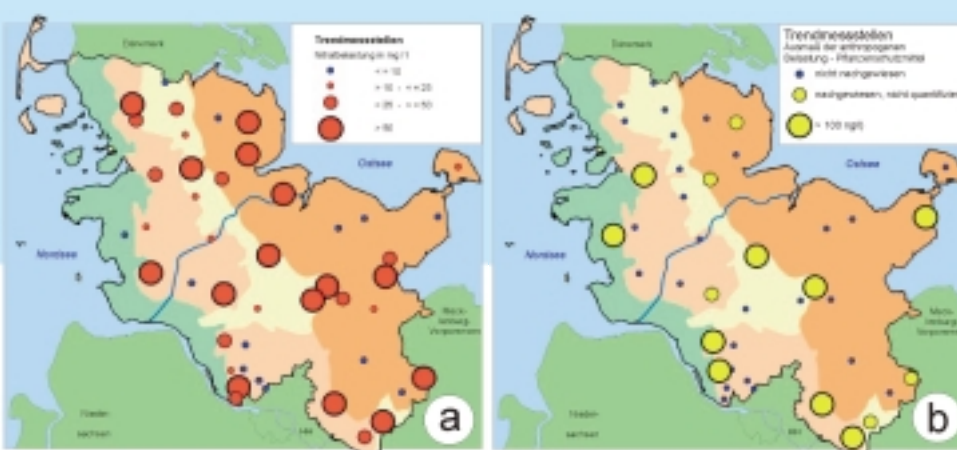 Dänemark
Trendmessstellen
Nitratbelastung in mg / l
<= 10
> 10 - <= 25
> 25 - <= 50
> 50
Ostsee
Nordsee
Meck-
lenburg-
Vorpommern
Nieder-
sachsen
HH
a
Dänemark
Trendmessstellen
Ausmaß der anthropogenen
Belastung - Pflanzenschutzmittel
nicht nachgewiesen
nachgewiesen, nicht quantifiziert
> 100 ng/l
Ostsee
Nordsee
Meck-
lenburg-
Vorpommern
Nieder-
sachsen
HH
b